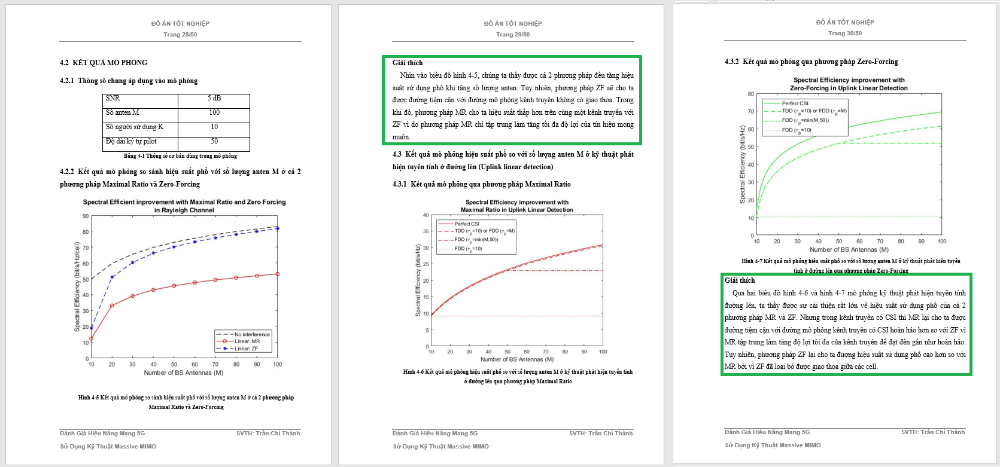 ĐỒ ÁN TỐT NGHIỆP
Trang 28/50
4.2 KẾT QUẢ MÔ PHỎNG
4.2.1 Thông số chung áp dụng vào mô phỏng
SNR 5 dB
Số anten M 100
Số người sử dụng K 10
Độ dài ký tự pilot 50
Bảng 4-1 Thông số cơ bản dùng trong mô phỏng
4.2.2 Kết quả mô phỏng so sánh hiệu suất phổ với số lượng anten M ở cả 2
phương pháp Maximal Ratio và Zero-Forcing
Spectral Efficient inprovement with Maximal Ratio and Zero Forcing
in Rayleigh Channel
90
80
70
60
50
40
30
20
10
0
Spectral Efficiency (bit/s/Hz/cell)
No interference
Linear: MR
Linear: ZF
10 20 30 40 50 60 70 80 90 100
Number of BS Antennas (M)
Hình 4-5 Kết quả mô phỏng so sánh hiệu suất phổ với số lượng anten M ở cả 2 phương pháp
Maximal Ratio và Zero-Forcing
Đánh Giá Hiệu Năng Mạng 5G SVTH: Trần Chí Thành
Sử Dụng Kỹ Thuật Massive MIMO
ĐỒ ÁN TỐT NGHIỆP
Trang 29/50
Giải thích
Nhìn vào biểu đồ hình 4-5, chúng ta thấy được cả 2 phương pháp đều tăng hiệu
suất sử dụng phổ khi tăng số lượng anten. Tuy nhiên, phương pháp ZF sẽ cho ta
được đường tiệm cận với đường mô phỏng kênh truyền không có giao thoa. Trong
khi đó, phương pháp MR cho ta hiệu suất thấp hơn trên cùng một kênh truyền với
ZF vì do phương pháp MR chỉ tập trung làm tăng tối đa độ lợi của tín hiệu mong
muốn.
4.3 Kết quả mô phỏng hiệu suất phổ so với số lượng anten M ở kỹ thuật phát
hiện tuyến tính ở đường lên (Uplink linear detection)
4.3.1 Kết quả mô phỏng qua phương pháp Maximal Ratio
Spectral Efficiency improvement with
Maximal Ratio in Uplink Linear Detection
40
35
30
25
20
15
10
5
0
Spectral Efficiency (bit/s/Hz)
Perfect CSI
TDD (τp=10) or FDD (τp=M)
FDD (τp=min(M,50))
FDD (τp=10)
10 20 30 40 50 60 70 80 90 100
Number of BS Antennas (M)
Hình 4-6 Kết quả mô phỏng hiệu suất phổ so với số lượng anten M ở kỹ thuật phát hiện tuyến tính
ở đường lên qua phương pháp Maximal Ratio
Đánh Giá Hiệu Năng Mạng 5G SVTH: Trần Chí Thành
Sử Dụng Kỹ Thuật Massive MIMO
ĐỒ ÁN TỐT NGHIỆP
Trang 30/50
4.3.2 Kết quả mô phỏng qua phương pháp Zero-Forcing
Spectral Efficiency improvement with
Zero-Forcing in Uplink Linear Detection
80
70
60
50
40
30
20
10
0
Spectral Efficiency (bit/s/Hz)
Perfect CSI
TDD (τp=10) or FDD (τp=M)
FDD (τp=min(M,50))
FDD (τp=10)
10 20 30 40 50 60 70 80 90 100
Number of BS Antennas (M)
Hình 4-7 Kết quả mô phỏng hiệu suất phổ so với số lượng anten M ở kỹ thuật phát hiện tuyến
tính ở đường lên qua phương pháp Zero-Forcing
Giải thích
Qua hai biểu đồ hình 4-6 và hình 4-7 mô phỏng kỹ thuật phát hiện tuyến tính
đường lên, ta thấy được sự cải thiện rất lớn về hiệu suất sử dụng phổ của cả 2
phương pháp MR và ZF. Nhưng trong kênh truyền có CSI thì MR lại cho ta được
đường tiệm cận với đường mô phỏng kênh truyền có CSI hoàn hảo hơn so với ZF vì
MR tập trung làm tăng độ lợi tối đa của kênh truyền để đạt đến gần như hoàn hảo.
Tuy nhiên, phương pháp ZF lại cho ta đượng hiệu suất sử dụng phổ cao hơn so với
MR bởi vì ZF đã loại bỏ được giao thoa giữa các cell.
Đánh Giá Hiệu Năng Mạng 5G SVTH: Trần Chí Thành
Sử Dụng Kỹ Thuật Massive MIMO